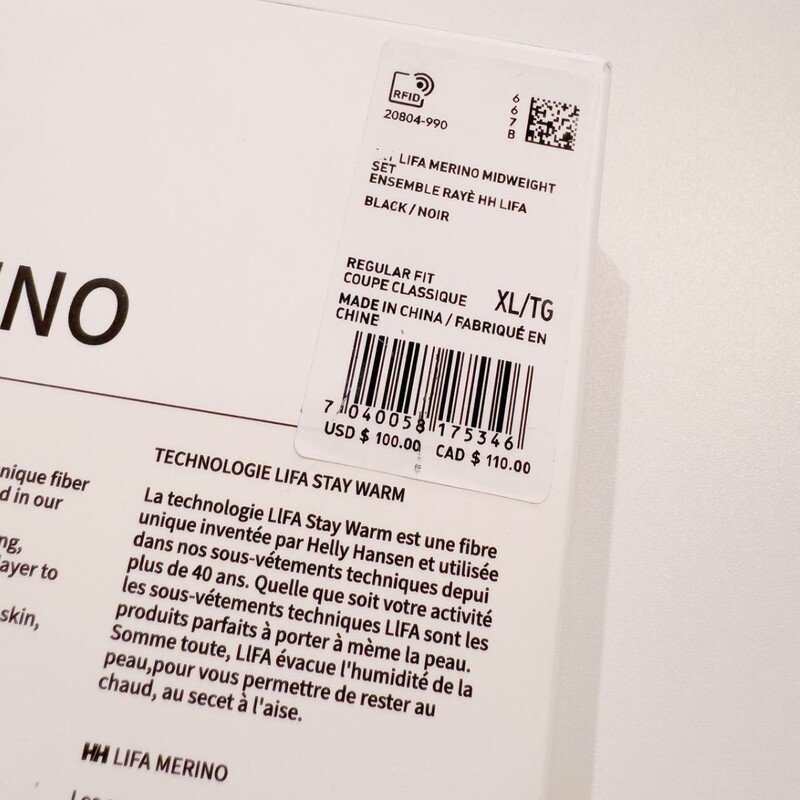 RFID
20804-990
6
6
7
B
LIFA MERINO MIDWEIGHT
SET
ENSEMBLE RAYÈ HH LIFA
BLACK / NOIR
REGULAR FIT
COUPE CLASSIQUE
XL/TG
MADE IN CHINA / FABRIQUÉ EN
CHINE
7 040058 175346
USD $ 100.00 CAD $ 110.00
INO
nique fiber
d in our
ng,
layer to
skin,
TECHNOLOGIE LIFA STAY WARM
La technologie LIFA Stay Warm est une fibre
unique inventée par Helly Hansen et utilisée
dans nos sous-vêtements techniques depui
plus de 40 ans. Quelle que soit votre activité
les sous-vêtements techniques LIFA sont les
produits parfaits à porter à mème la peau.
Somme toute, LIFA évacue l'humidité de la
peau,pour vous permettre de rester au
chaud, au secet à l'aise.
HH LIFA MERINO